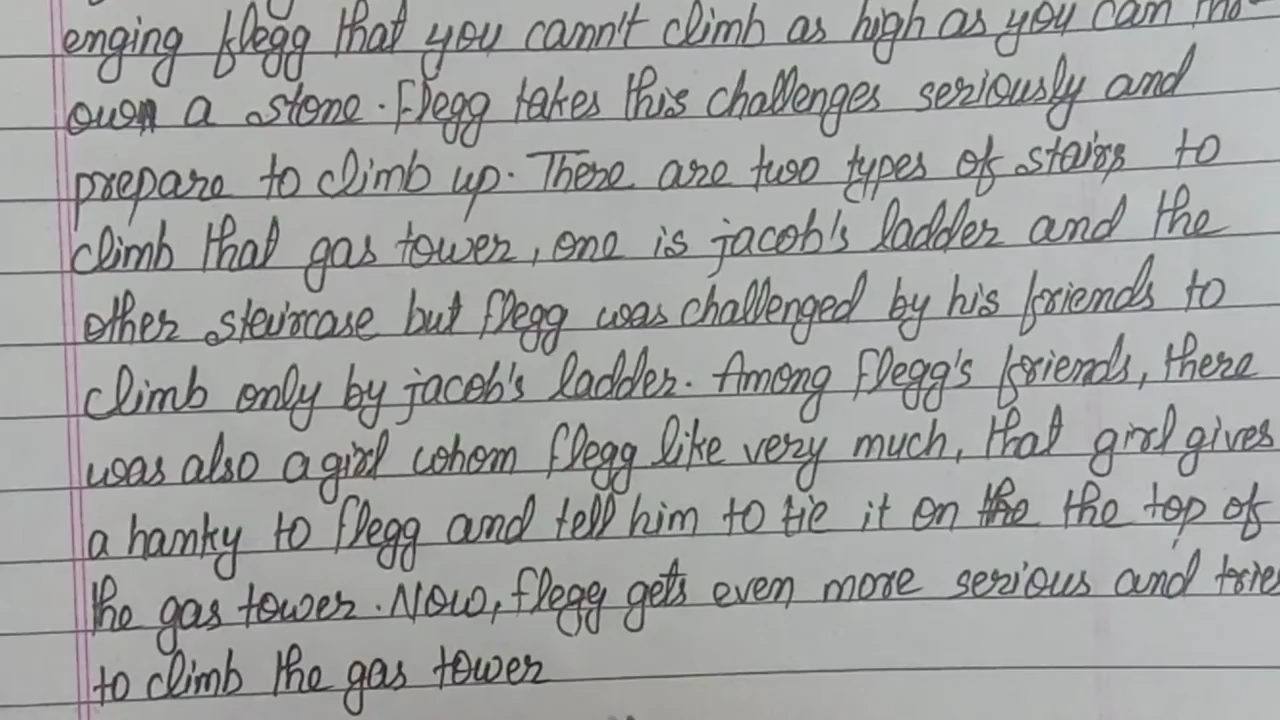 enging flegg that you cann't climb as high as you can
a stone. Flegg takes this challenges seriously and
prepare to climb up. There are two types of stairs to
climb that gas tower, one is jacob's ladder and the
other steircase but flegg was challenged by his friends to
climb only by jacob's ladder. Among Flegg's friends, there
was also a girl whom flegg like very much, that girl gives
a hanky to flegg and tell him to tie it on the the top of
the gas tower. Now, flegg gets even more serious and trie
to climb the gas tower